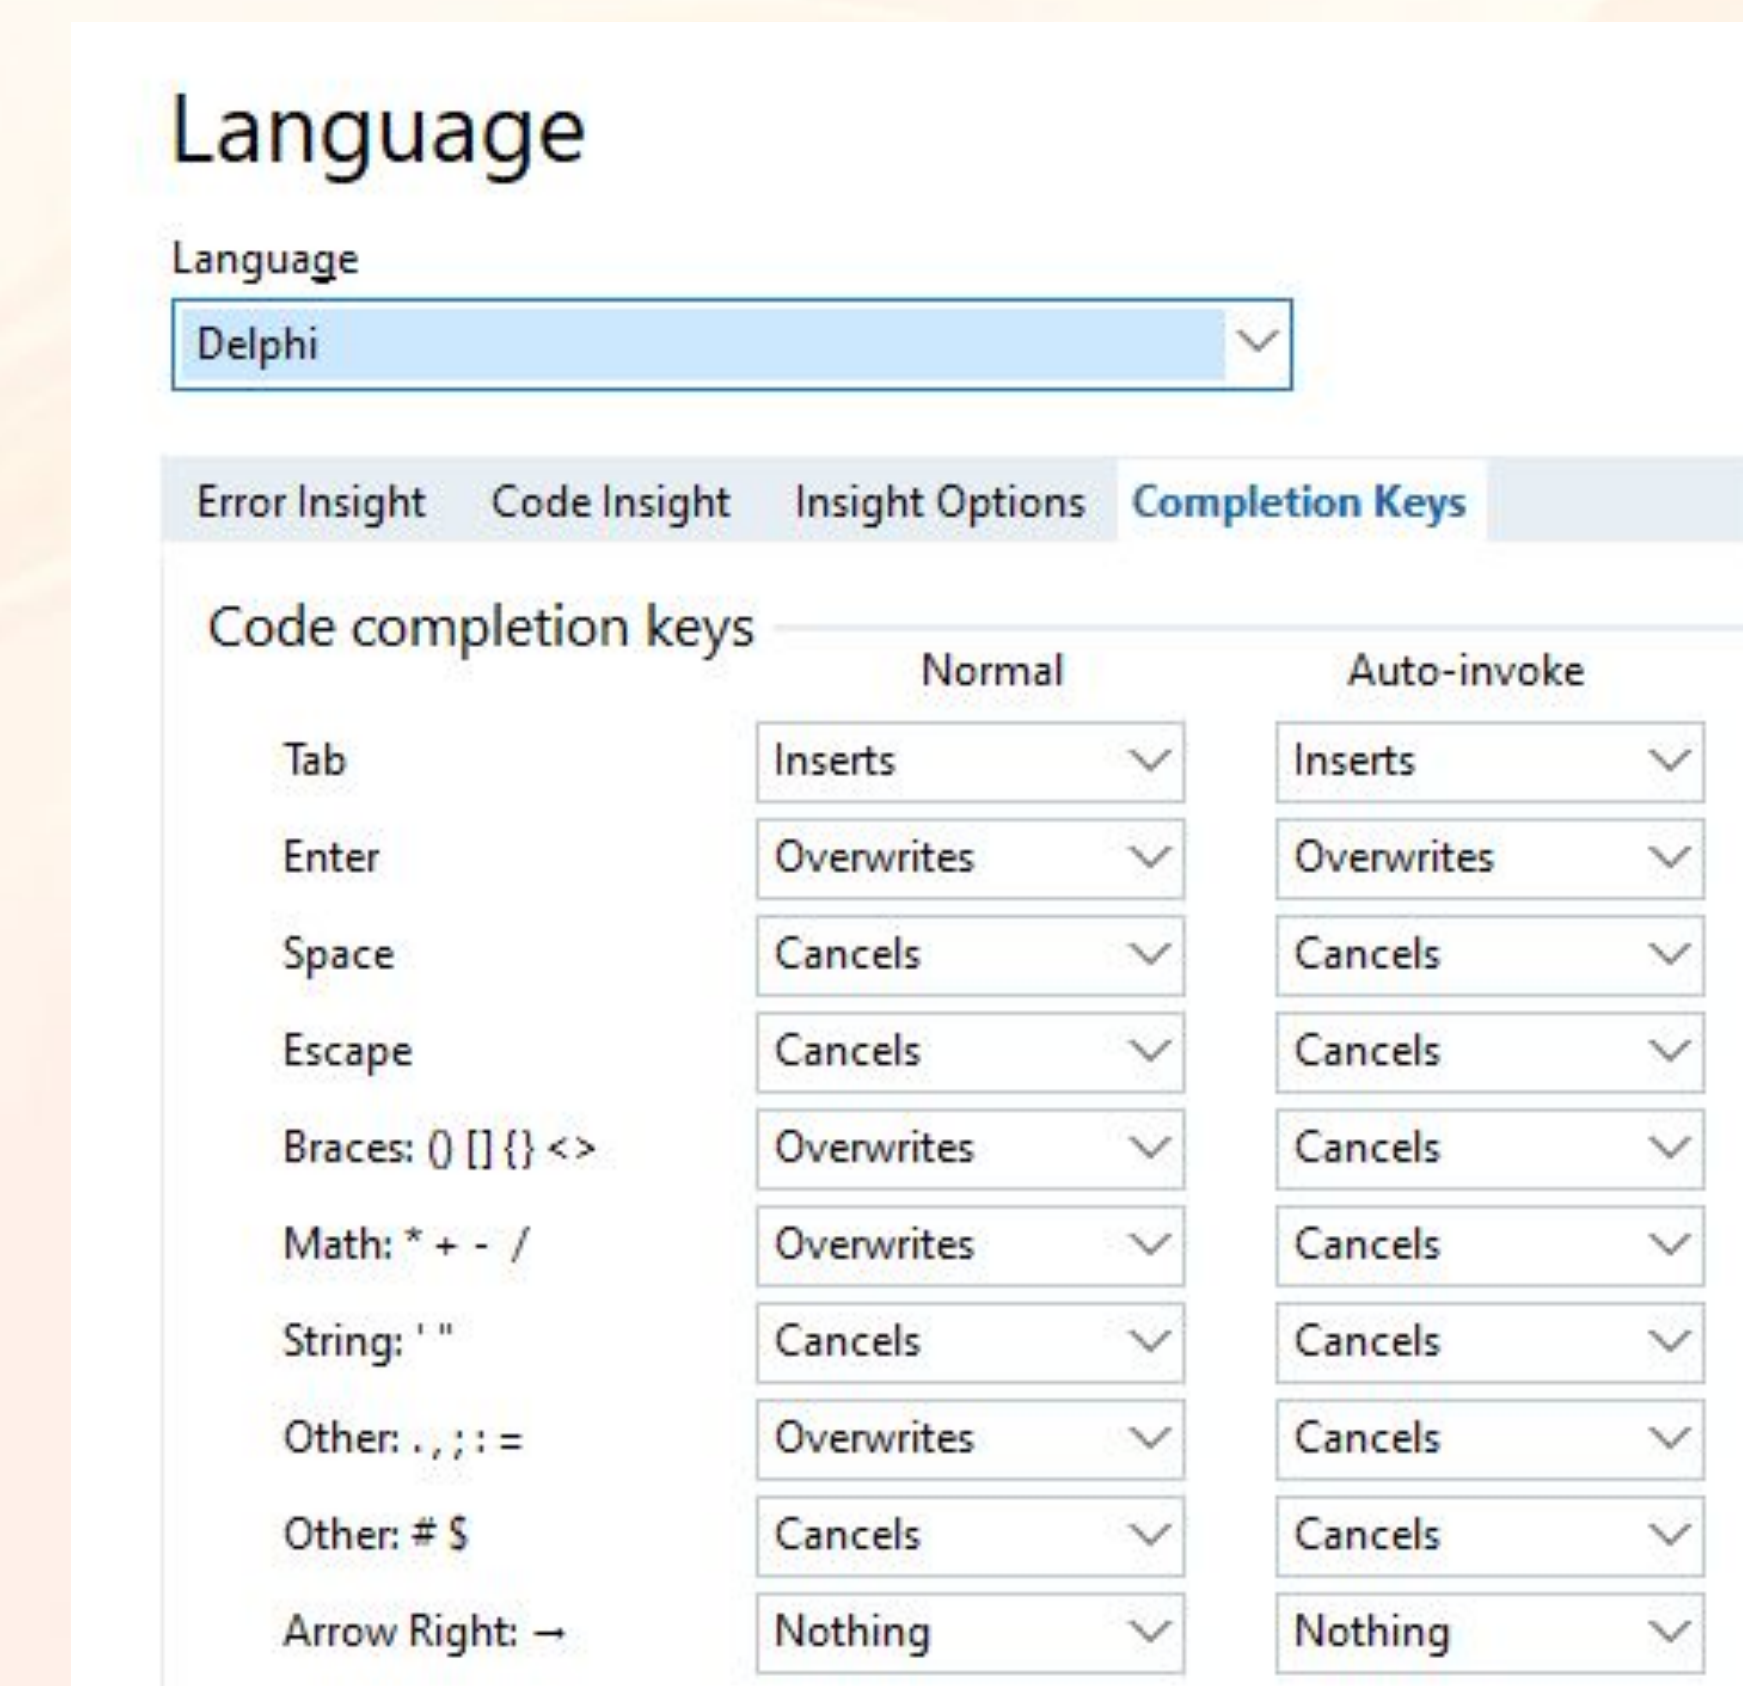 Language
Language
Delphi
Error Insight Code Insight Insight Options Completion Keys
Code completion keys
Normal Auto-invoke
Tab Inserts Inserts
Enter Overwrites Overwrites
Space Cancels Cancels
Escape Cancels Cancels
Braces: () [] {} <> Overwrites Cancels
Math: * + - / Overwrites Cancels
String: ' " Cancels Cancels
Other: . , ; : = Overwrites Cancels
Other: # $ Cancels Cancels
Arrow Right: → Nothing Nothing